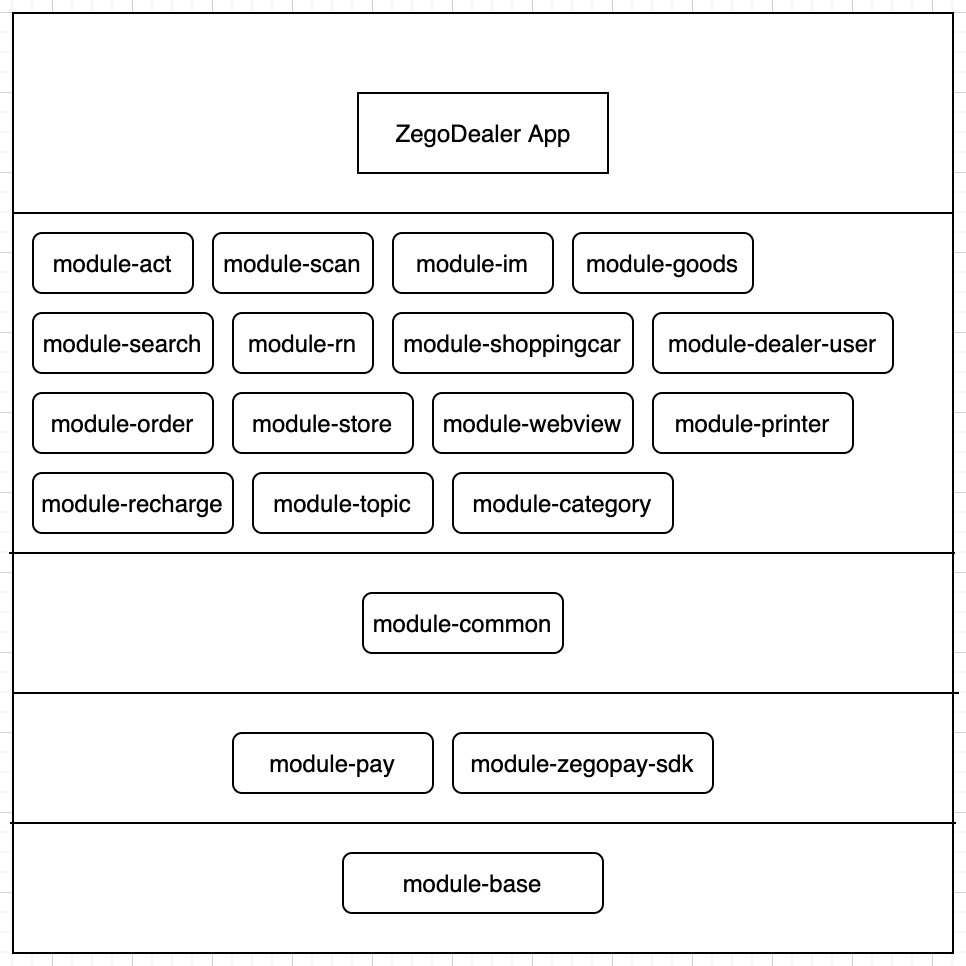 ZegoDealer App
module-act module-scan module-im module-goods
module-search module-rn module-shoppingcar module-dealer-user
module-order module-store module-webview module-printer
module-recharge module-topic module-category
module-common
module-pay module-zegopay-sdk
module-base